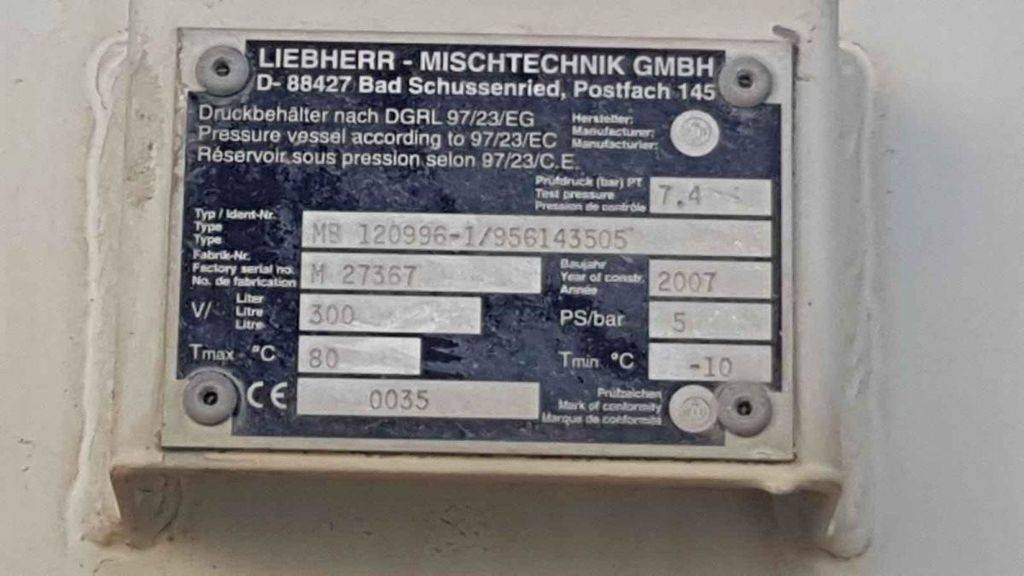 LIEBHERR - MISCHTECHNIK GMBH
D- 88427 Bad Schussenried, Postfach 145
Druckbehälter nach DGRL 97/23/EG
Pressure vessel according to 97/23/EC
Réservoir sous pression selon 97/23/C.E.
Hersteller:
Manufacturer:
Manufacturier:
Prüfdruck (bar) PT
Test pressure
Pression de contrôle
7.4
Typ / Ident-Nr.
Type
Type
MB 120996-1/956143505
Fabrik-Nr.
Factory serial no.
No. de fabrication
M 27367
Baujahr
Year of constr.
Année
2007
V/ Liter
Litre
Litre
300
PS/bar
5
Tmax °C
80
Tmin °C
-10
CE
0035
Prüfzeichen
Mark of conformity
Marque de conformité